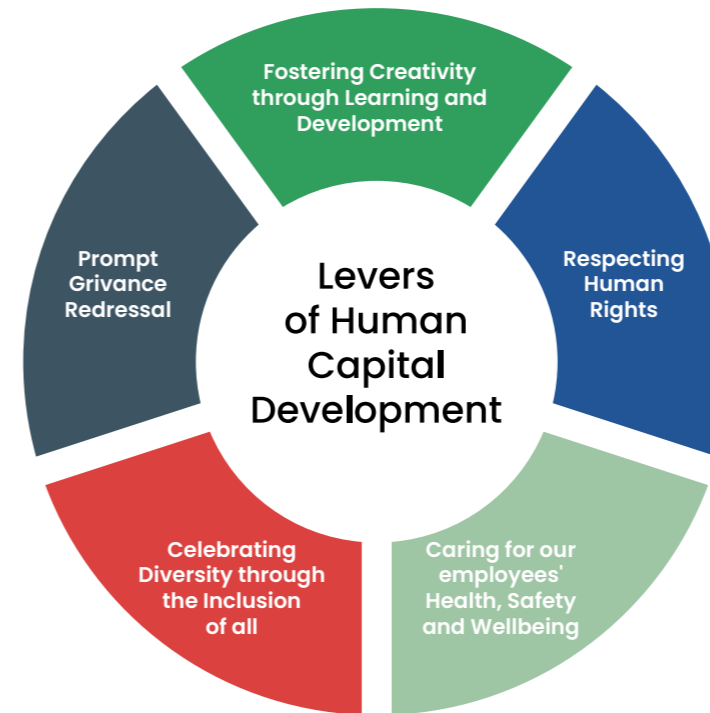 Fostering Creativity
through Learning and
Development
Respecting
Human
Rights
Caring for our
employees'
Health, Safety
and Wellbeing
Celebrating
Diversity through
the Inclusion
of all
Prompt
Grivance
Redressal
Levers
of Human
Capital
Development